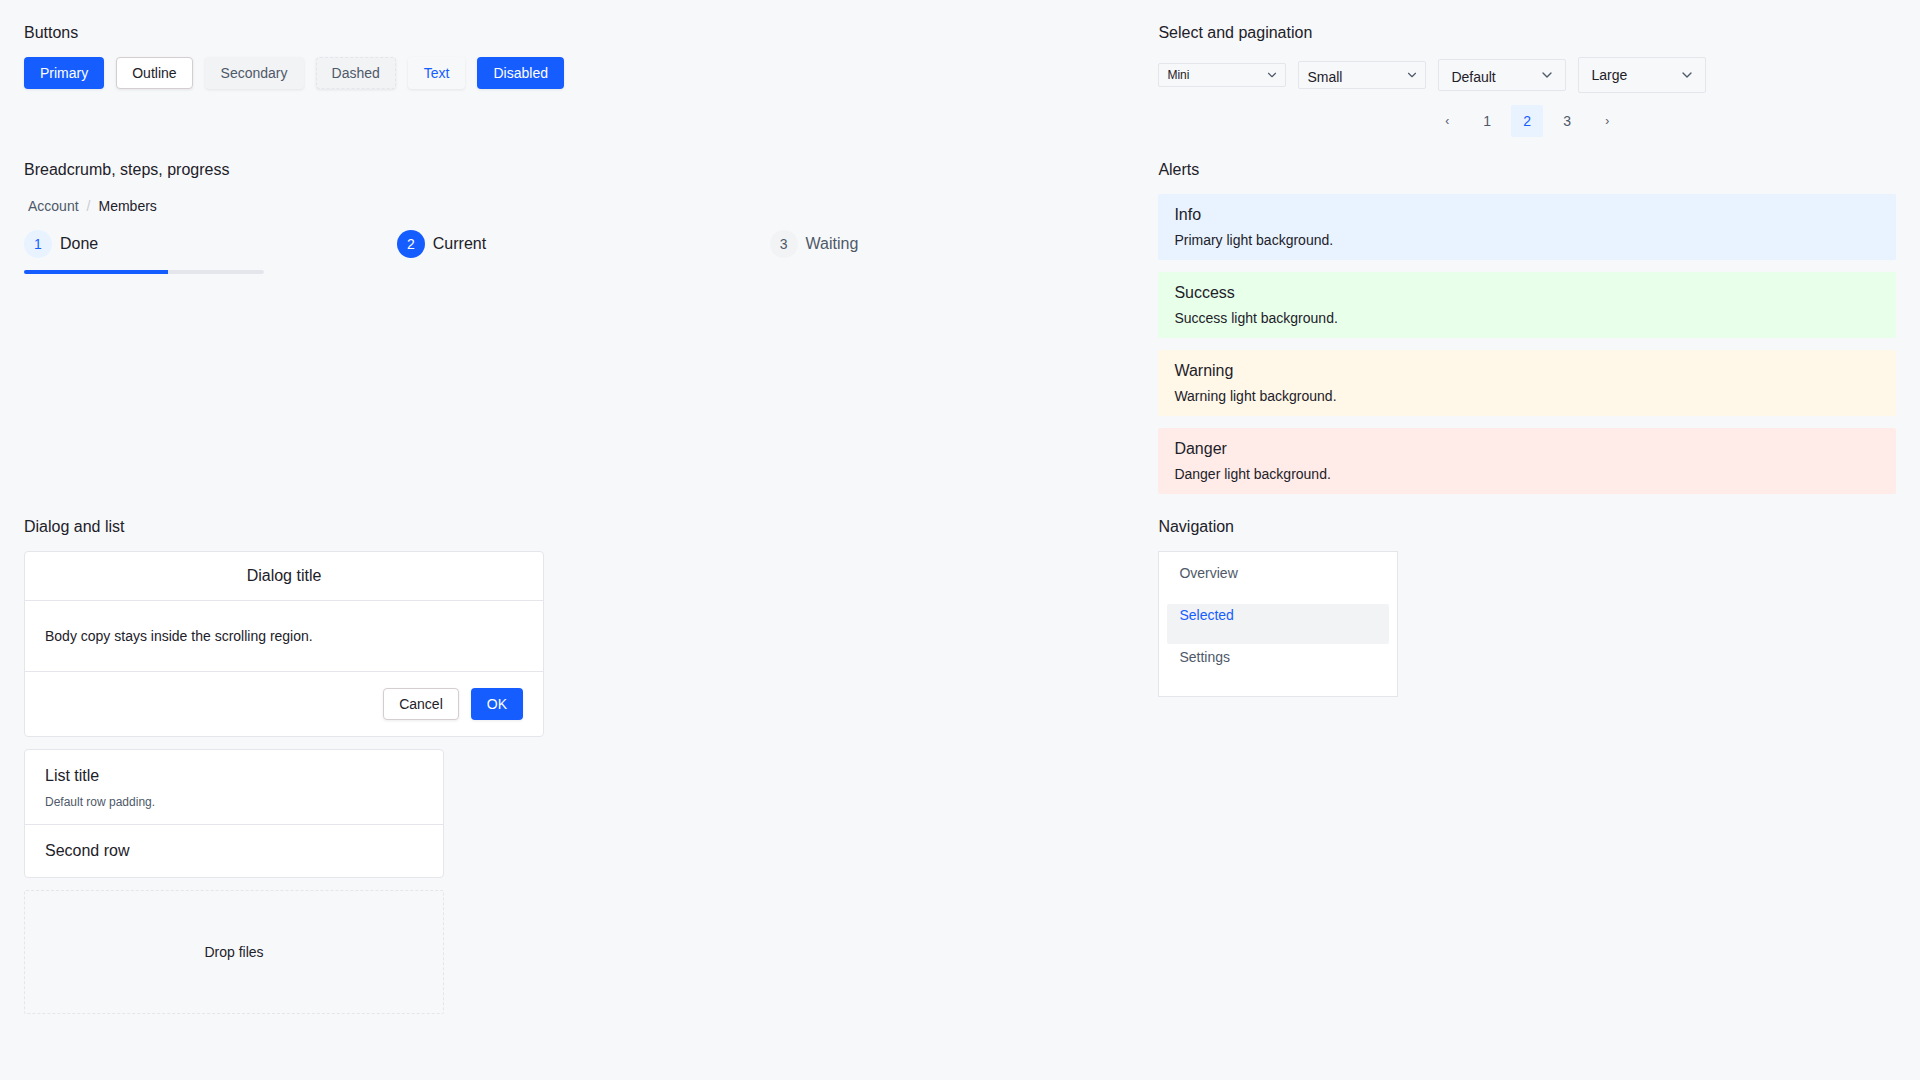 Buttons
Primary Outline Secondary Dashed Text Disabled
Select and pagination
Mini Small Default Large
‹ 1 2 3 ›
Breadcrumb, steps, progress
Account / Members
1 Done 2 Current 3 Waiting
Alerts
Info
Primary light background.
Success
Success light background.
Warning
Warning light background.
Danger
Danger light background.
Dialog and list
Dialog title
Body copy stays inside the scrolling region.
Cancel OK
List title
Default row padding.
Second row
Drop files
Navigation
Overview
Selected
Settings